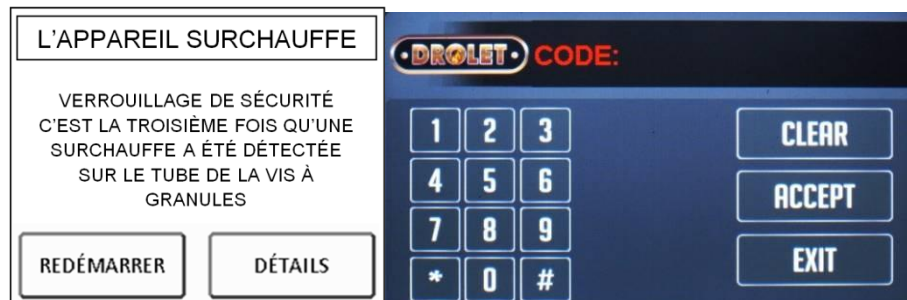 L'APPAREIL SURCHAUFFE
VERROUILLAGE DE SÉCURITÉ
C'EST LA TROISIÈME FOIS QU'UNE
SURCHAUFFE A ÉTÉ DÉTECTÉE
SUR LE TUBE DE LA VIS À
GRANULES
REDÉMARRER
DÉTAILS
DROLET CODE:
1 2 3
4 5 6
7 8 9
* 0 #
CLEAR
ACCEPT
EXIT